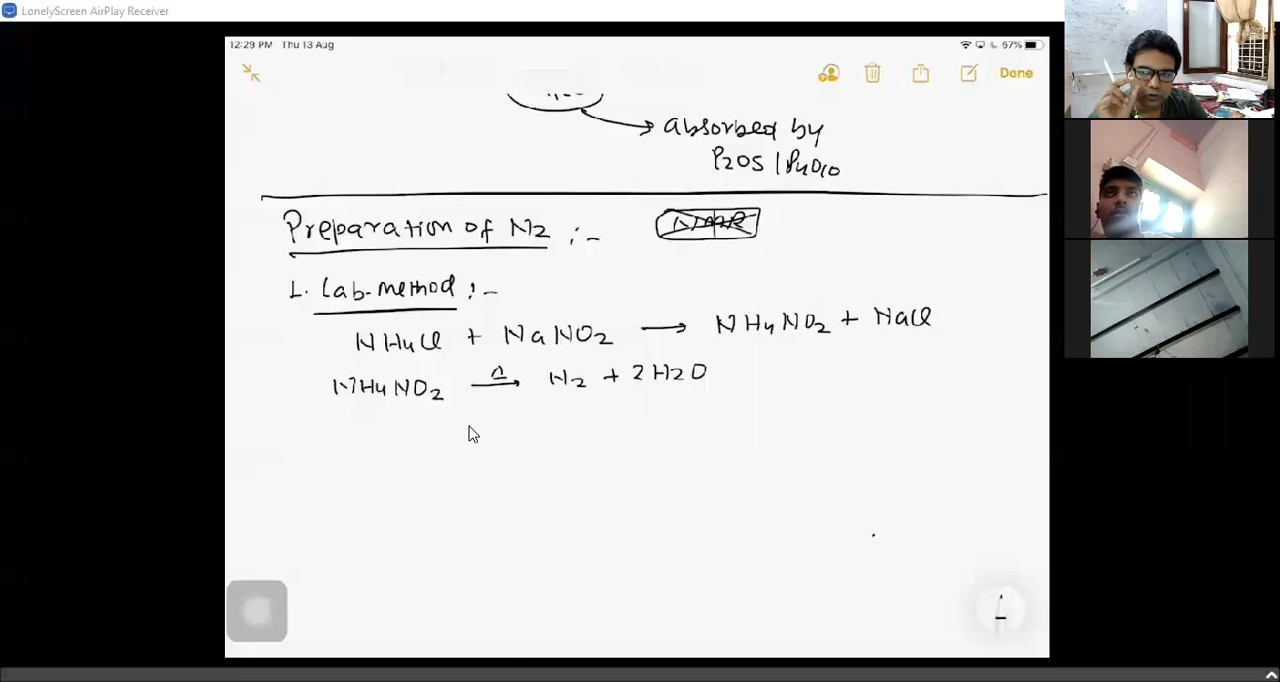 LonelyScreen AirPlay Receiver
12:29 PM Thu 13 Aug
67%
Done
absorbed by
P2O5 / P4O10
Preparation of N2 :-
1. Lab-method :-
NH4Cl + NaNO2 → NH4NO2 + NaCl
NH4NO2 Δ→ N2 + 2H2O